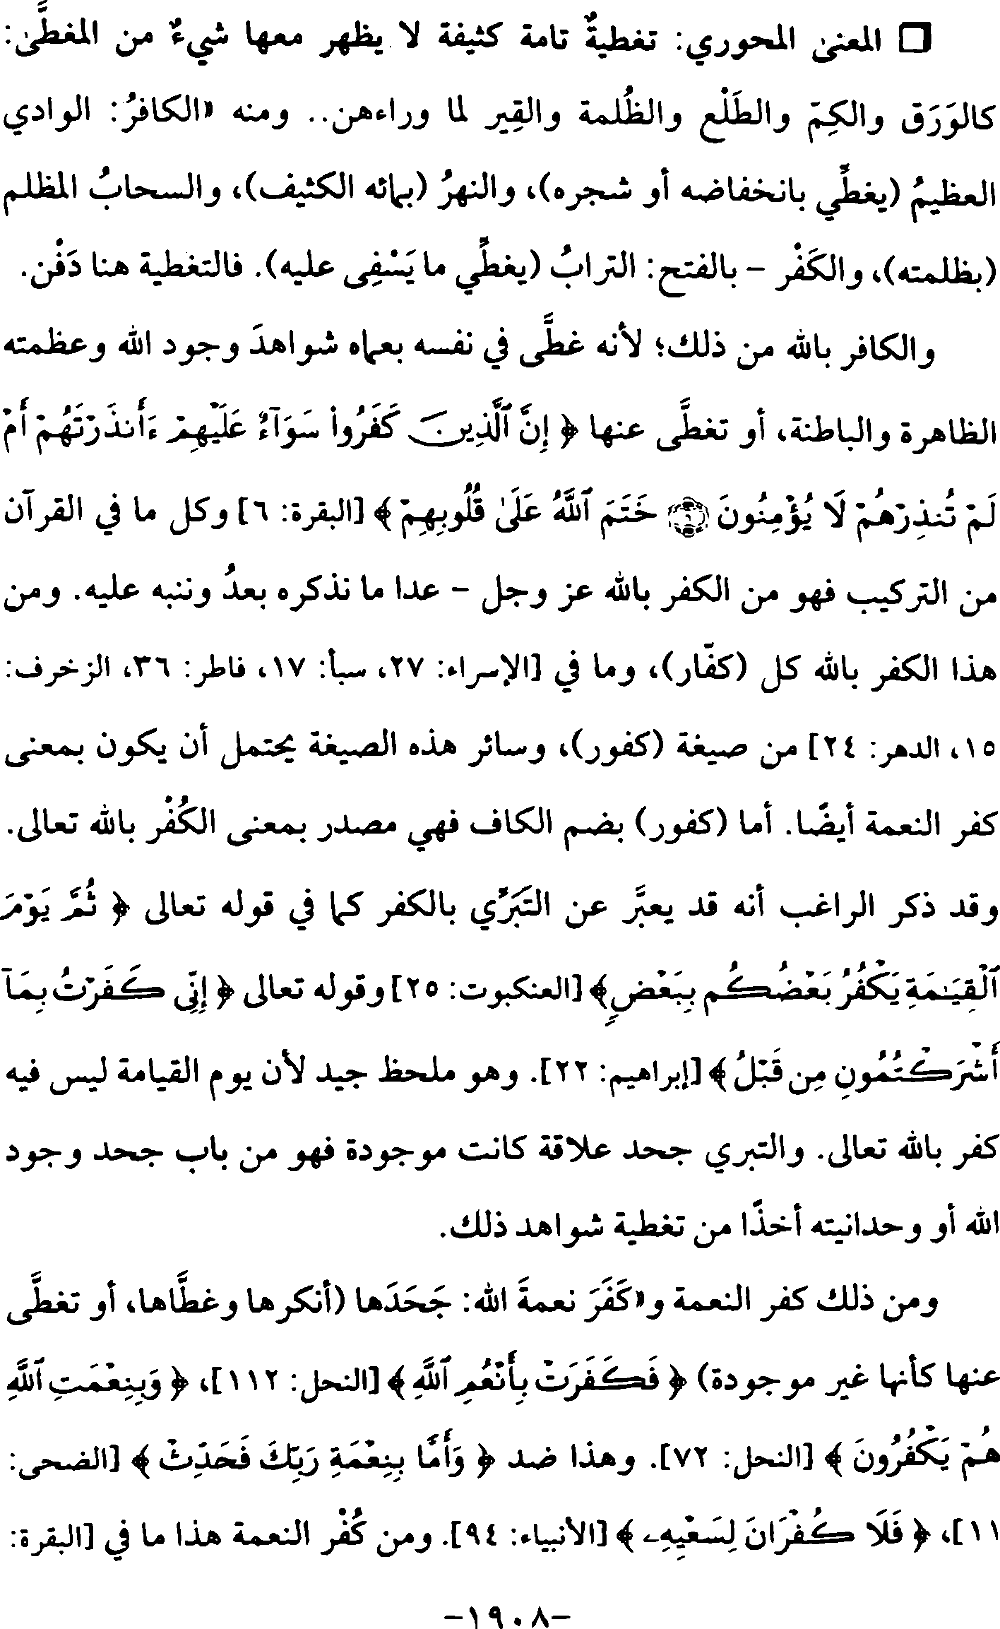 □ المعنى المحوري: تغطيةٌ تامة كثيفة لا يظهر معها شيءٌ من المغطَّى:
كالوَرَق والكِمّ والطَلْع والظُلمة والقِير لما وراءهن.. ومنه «الكافرُ: الوادي
العظيمُ (يغطِّي بانخفاضه أو شجره)، والنهرُ (بمائه الكثيف)، والسحابُ المظلم
(بظلمته)، والكَفْر – بالفتح: الترابُ (يغطِّي ما يَسْفِى عليه). فالتغطية هنا دَفْن.
والكافر بالله من ذلك؛ لأنه غطَّى في نفسه بعماه شواهدَ وجود الله وعظمته
الظاهرة والباطنة، أو تغطَّى عنها ﴿ إِنَّ ٱلَّذِينَ كَفَرُواْ سَوَآءٌ عَلَيْهِمْ ءَأَنذَرْتَهُمْ أَمْ
لَمْ تُنذِرْهُمْ لَا يُؤْمِنُونَ ۝٦ خَتَمَ ٱللَّهُ عَلَىٰ قُلُوبِهِمْ ﴾ [البقرة: ٦] وكل ما في القرآن
من التركيب فهو من الكفر بالله عز وجل – عدا ما نذكره بعدُ وننبه عليه. ومن
هذا الكفر بالله كل (كفّار)، وما في [الإسراء: ٢٧، سبأ: ١٧، فاطر: ٣٦، الزخرف:
١٥، الدهر: ٢٤] من صيغة (كفور)، وسائر هذه الصيغة يحتمل أن يكون بمعنى
كفر النعمة أيضًا. أما (كفور) بضم الكاف فهي مصدر بمعنى الكُفْر بالله تعالى.
وقد ذكر الراغب أنه قد يعبَّر عن التَبَرِّي بالكفر كما في قوله تعالى ﴿ ثُمَّ يَوْمَ
ٱلْقِيَـٰمَةِ يَكْفُرُ بَعْضُكُم بِبَعْضٍ﴾ [العنكبوت: ٢٥] وقوله تعالى ﴿ إِنِّى كَفَرْتُ بِمَآ
أَشْرَكْتُمُونِ مِن قَبْلُ ﴾ [إبراهيم: ٢٢]. وهو ملحظ جيد لأن يوم القيامة ليس فيه
كفر بالله تعالى. والتبري جحد علاقة كانت موجودة فهو من باب جحد وجود
الله أو وحدانيته أخذًا من تغطية شواهد ذلك.
ومن ذلك كفر النعمة و«كَفَرَ نعمةَ الله: جَحَدَها (أنكرها وغطَّاها، أو تغطَّى
عنها كأنها غير موجودة) ﴿ فَكَفَرَتْ بِأَنْعُمِ ٱللَّهِ ﴾ [النحل: ١١٢]، ﴿ وَبِنِعْمَتِ ٱللَّهِ
هُمْ يَكْفُرُونَ ﴾ [النحل: ٧٢]. وهذا ضد ﴿ وَأَمَّا بِنِعْمَةِ رَبِّكَ فَحَدِّثْ ﴾ [الضحى:
١١]، ﴿ فَلَا كُفْرَانَ لِسَعْيِهِۦ ﴾ [الأنبياء: ٩٤]. ومن كُفْر النعمة هذا ما في [البقرة:
–١٩٠٨–